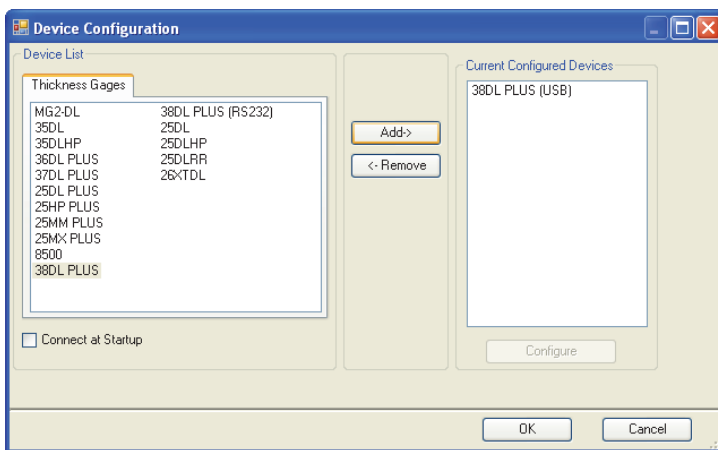 Device Configuration
Device List
Thickness Gages
MG2-DL
35DL
35DLHP
36DL PLUS
37DL PLUS
25DL PLUS
25HP PLUS
25MM PLUS
25MX PLUS
8500
38DL PLUS
38DL PLUS (RS232)
25DL
25DLHP
25DLRR
26XTDL
Connect at Startup
Add->
<- Remove
Current Configured Devices
38DL PLUS (USB)
Configure
OK
Cancel